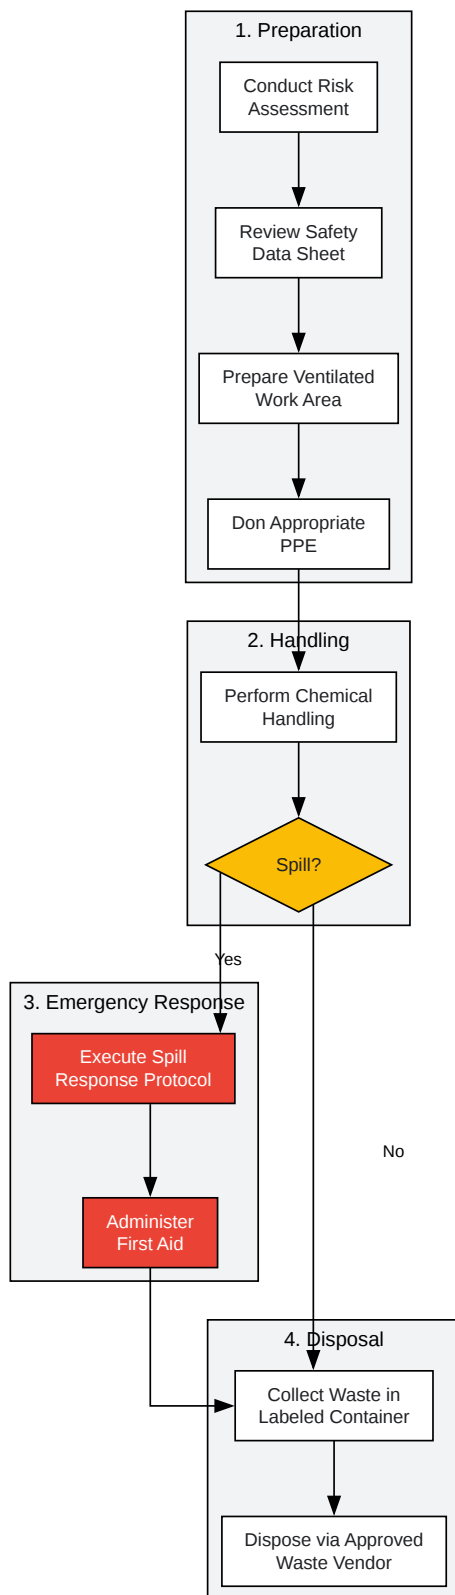 1. Preparation
Conduct Risk
Assessment
Review Safety
Data Sheet
Prepare Ventilated
Work Area
Don Appropriate
PPE
2. Handling
Perform Chemical
Handling
Spill?
Yes
3. Emergency Response
Execute Spill
Response Protocol
No
Administer
First Aid
4. Disposal
Collect Waste in
Labeled Container
Dispose via Approved
Waste Vendor